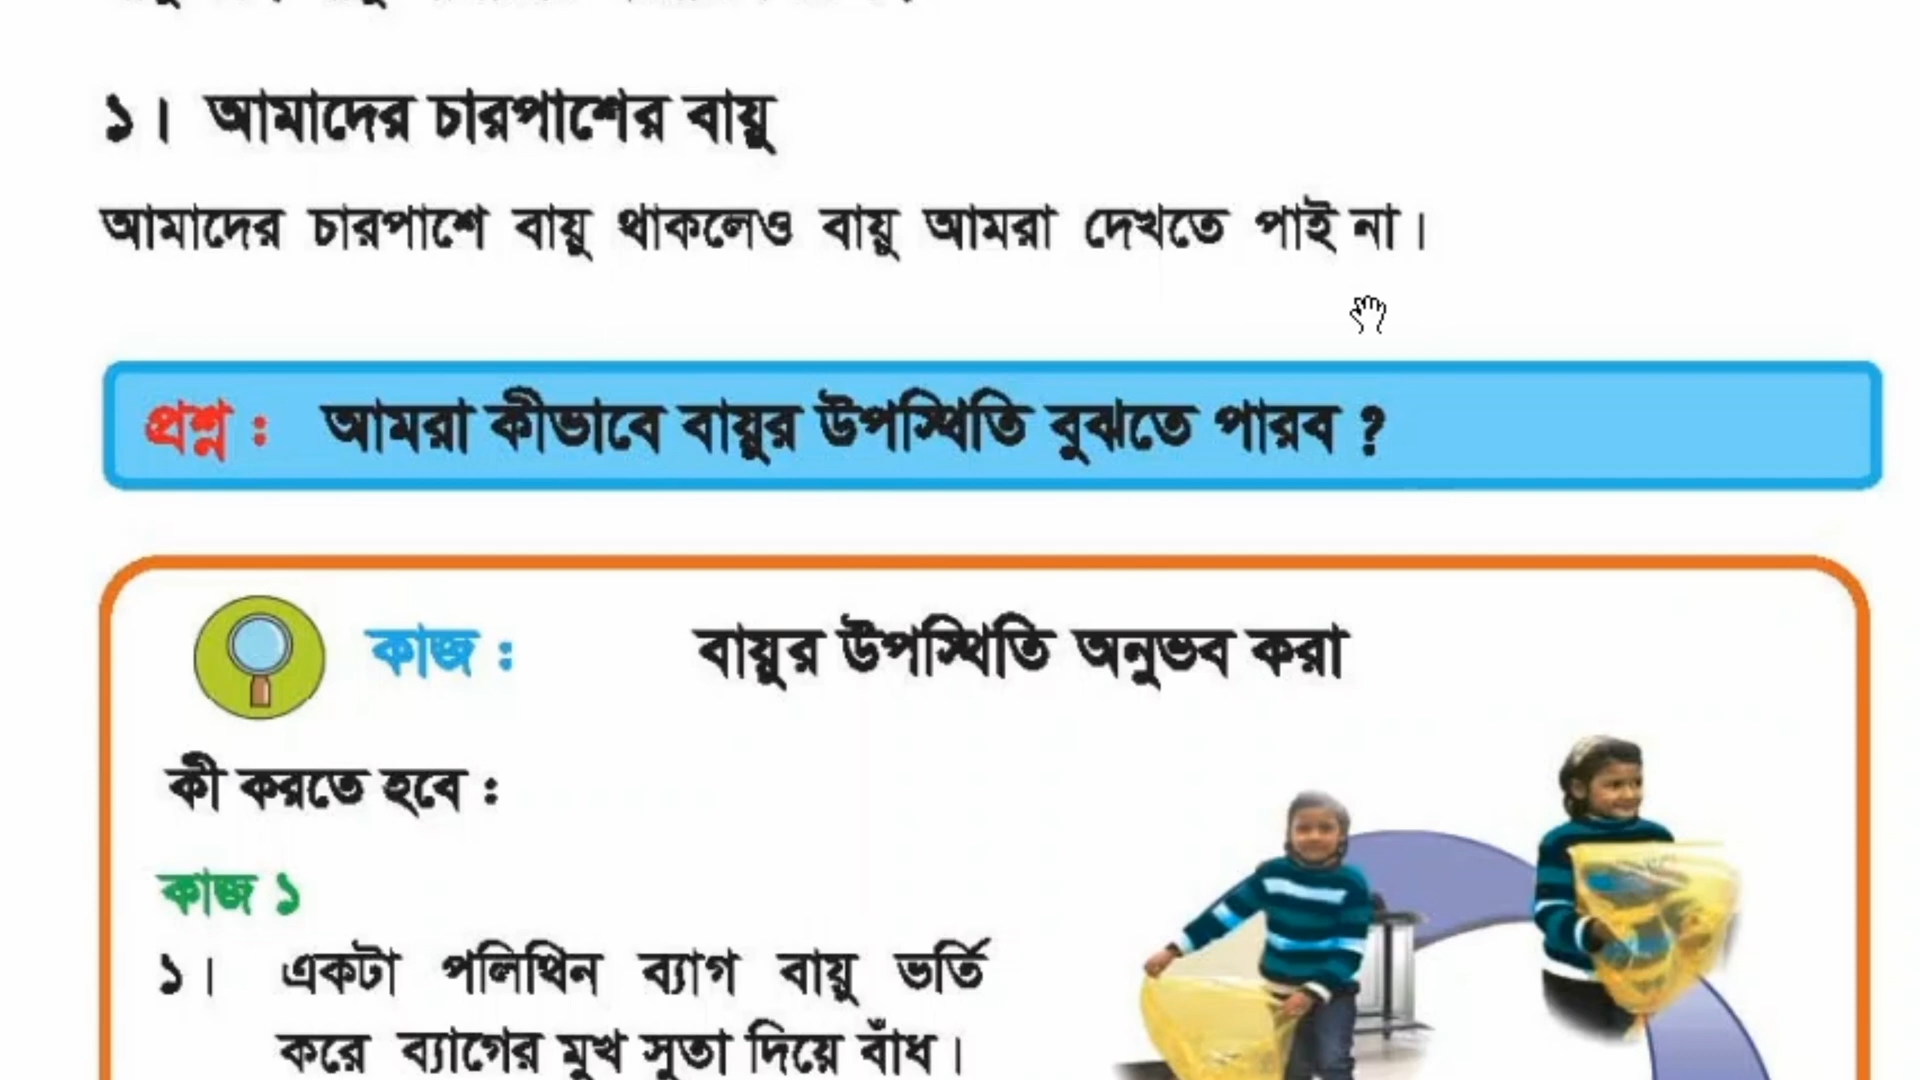 ১। আমাদের চারপাশের বায়ু
আমাদের চারপাশে বায়ু থাকলেও বায়ু আমরা দেখতে পাই না।
প্রশ্ন : আমরা কীভাবে বায়ুর উপস্থিতি বুঝতে পারব ?
কাজ : বায়ুর উপস্থিতি অনুভব করা
কী করতে হবে :
কাজ ১
১। একটা পলিথিন ব্যাগ বায়ু ভর্তি
করে ব্যাগের মুখ সুতা দিয়ে বাঁধ।